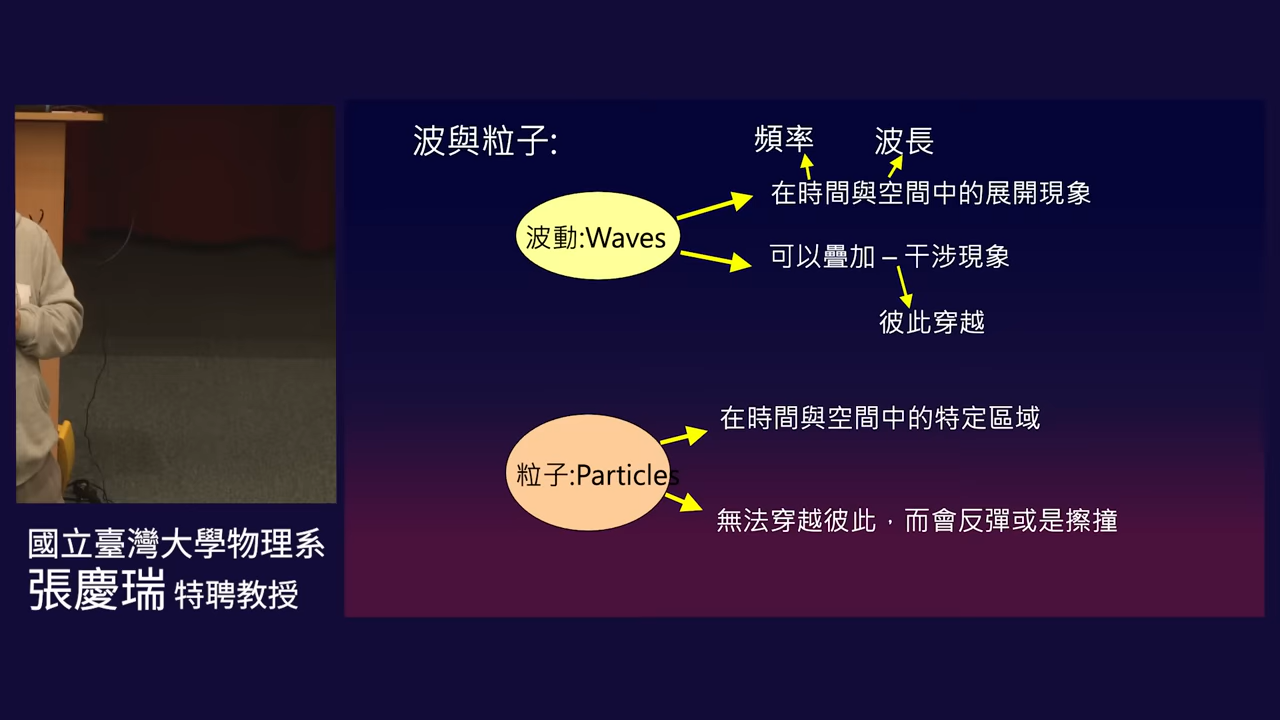 波與粒子:
頻率
波長
在時間與空間中的展開現象
波動:Waves
可以疊加 – 干涉現象
彼此穿越
在時間與空間中的特定區域
粒子:Particles
無法穿越彼此，而會反彈或是擦撞
國立臺灣大學物理系
張慶瑞 特聘教授